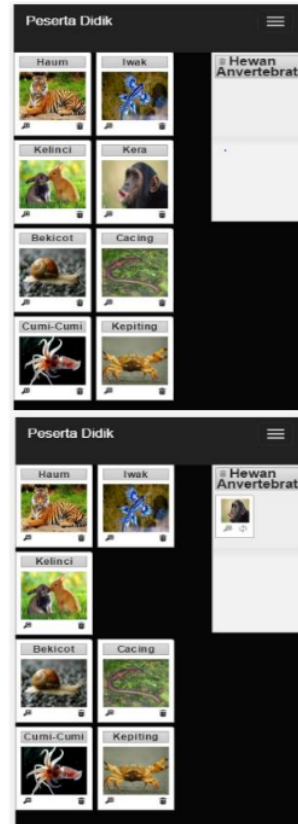 Peserta Didik
Haum
Iwak
Hewan
Anvertebrat
Kelinci
Kera
Bekicot
Cacing
Cumi-Cumi
Kepiting
Peserta Didik
Haum
Iwak
Hewan
Anvertebrat
Kelinci
Bekicot
Cacing
Cumi-Cumi
Kepiting